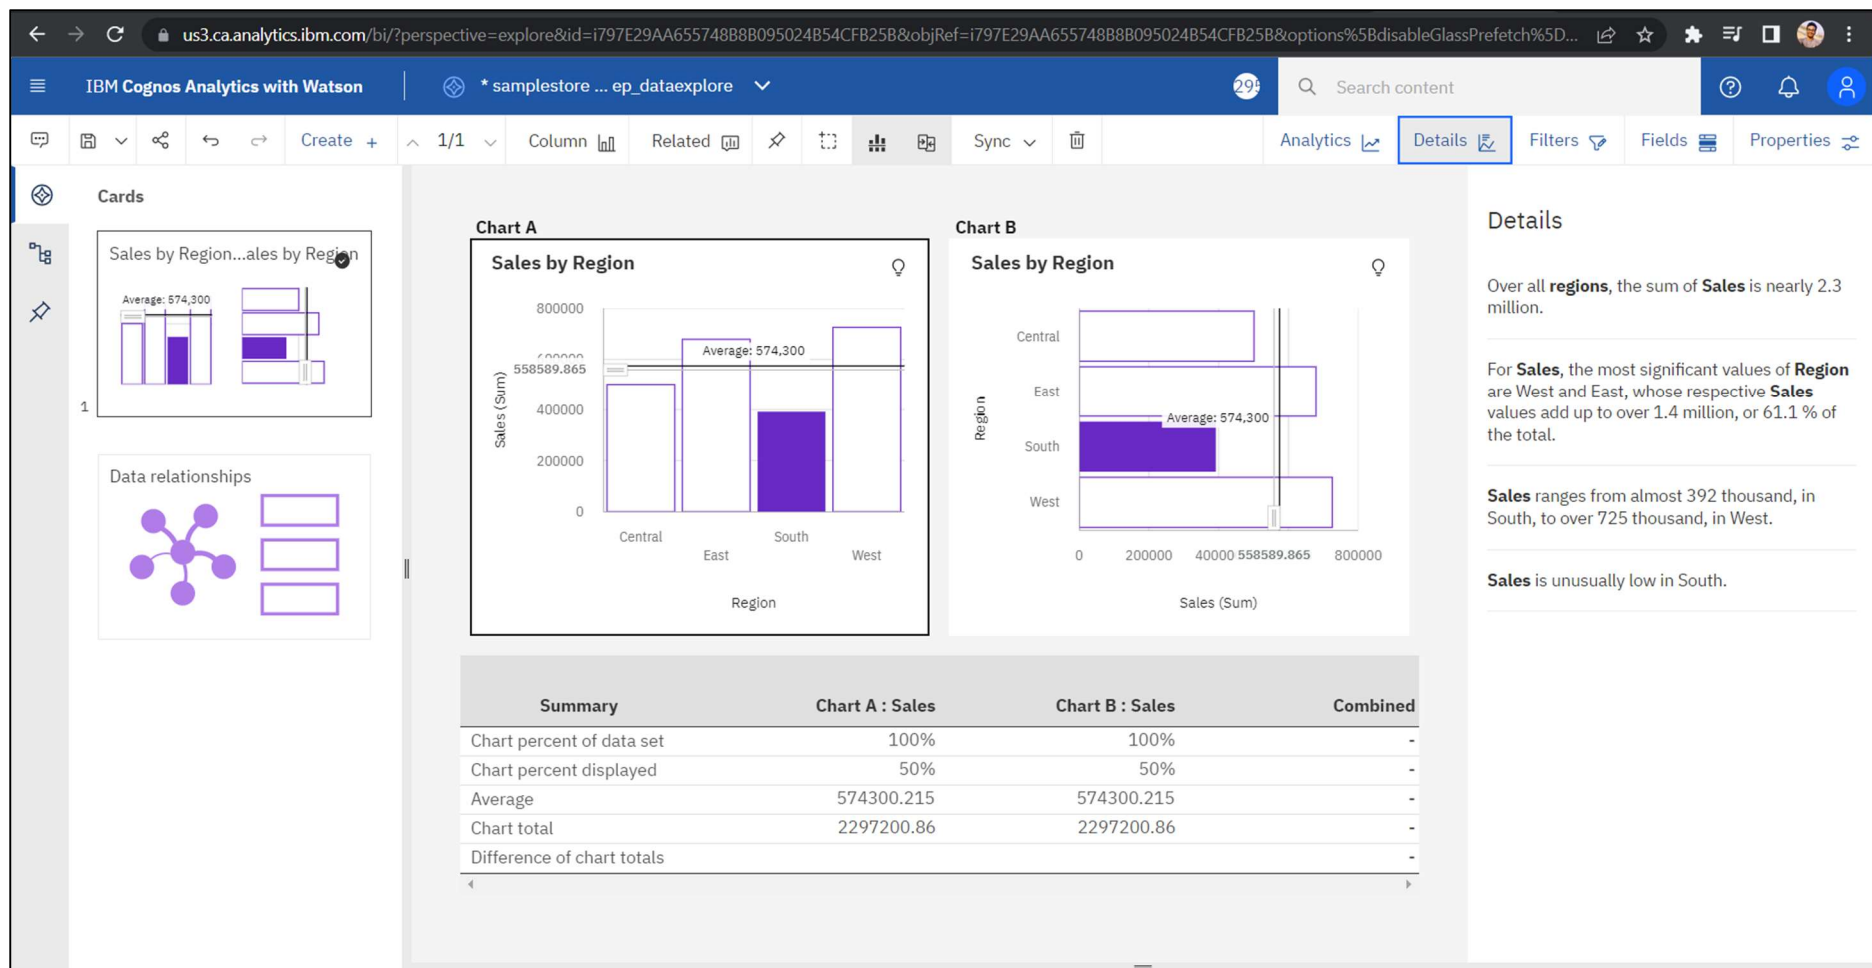 us3.ca.analytics.ibm.com/bi/?perspective=explore&id=i797E29AA655748B8B095024B54CFB25B&objRef=i797E29AA655748B8B095024B54CFB25B&options%5BdisableGlassPrefetch%5D...
IBM Cognos Analytics with Watson
* samplestore ... ep_dataexplore
295
Search content
Create +
1/1
Column
Related
Sync
Analytics
Details
Filters
Fields
Properties
Cards
Sales by Region...ales by Region
Average: 574,300
1
Data relationships
Chart A
Sales by Region
800000
600000
558589.865
400000
200000
0
Sales (Sum)
Average: 574,300
Central
East
South
West
Region
Chart B
Sales by Region
Region
Central
East
South
West
Average: 574,300
0
200000
40000
558589.865
800000
Sales (Sum)
Summary Chart A : Sales Chart B : Sales Combined
Chart percent of data set 100% 100% -
Chart percent displayed 50% 50% -
Average 574300.215 574300.215 -
Chart total 2297200.86 2297200.86 -
Difference of chart totals -
Details
Over all regions, the sum of Sales is nearly 2.3
million.
For Sales, the most significant values of Region
are West and East, whose respective Sales
values add up to over 1.4 million, or 61.1 % of
the total.
Sales ranges from almost 392 thousand, in
South, to over 725 thousand, in West.
Sales is unusually low in South.